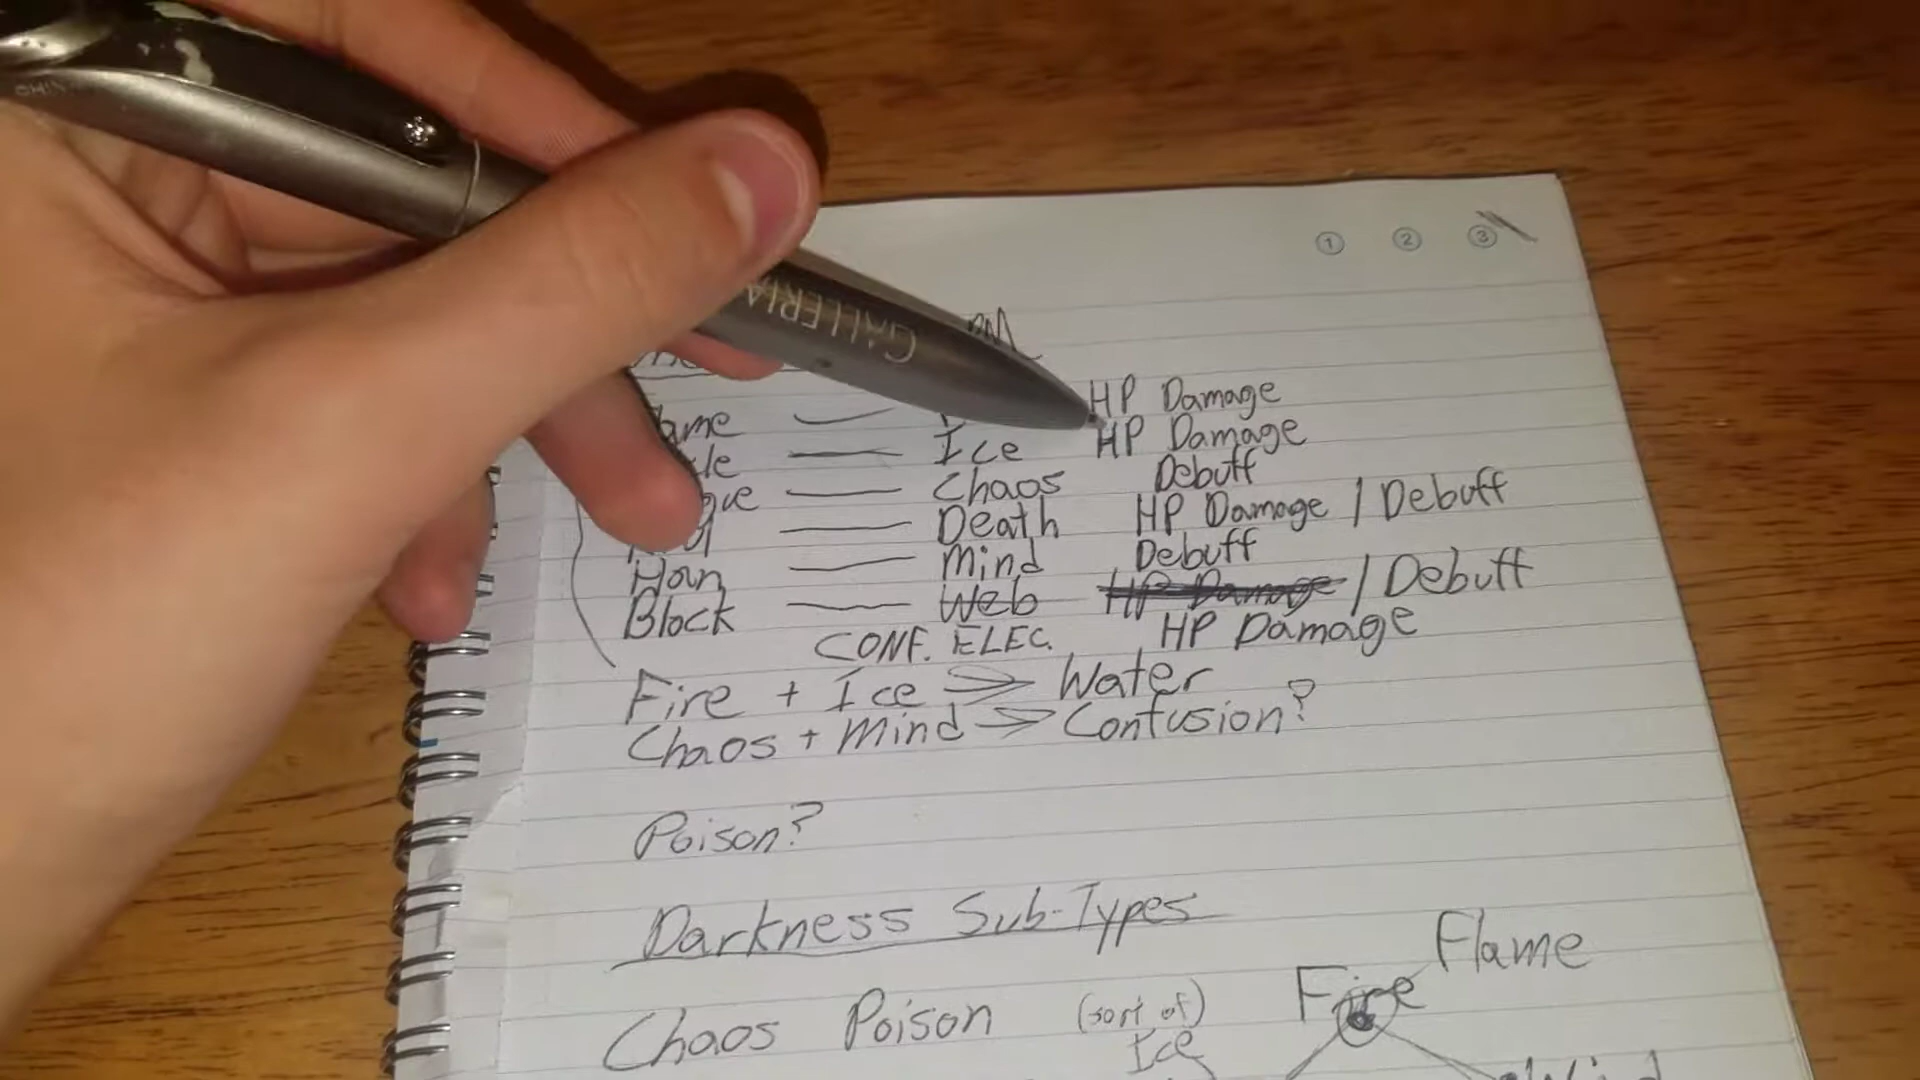 GALLERIA
1 2 3
HP Damage
Ice HP Damage
Chaos Debuff
Death HP Damage / Debuff
Mind Debuff
Block Web HP Damage / Debuff
CONF. ELEC. HP Damage
Fire + Ice => Water
Chaos + Mind -> Confusion?
Poison?
Darkness Sub-Types
Flame
Fire
Chaos Poison (sort of)
Ice
Wind